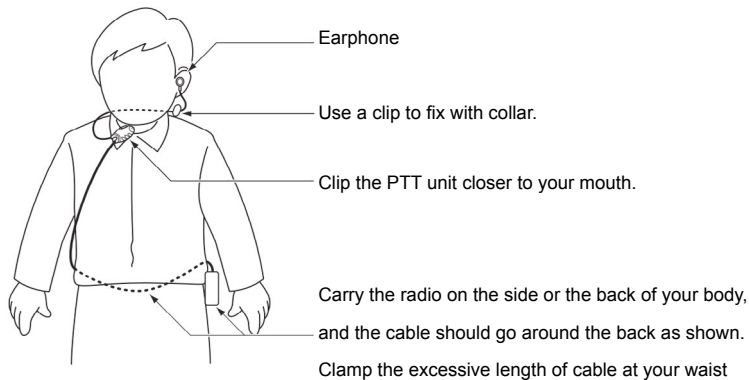 Earphone
Use a clip to fix with collar.
Clip the PTT unit closer to your mouth.
Carry the radio on the side or the back of your body,
and the cable should go around the back as shown.
Clamp the excessive length of cable at your waist